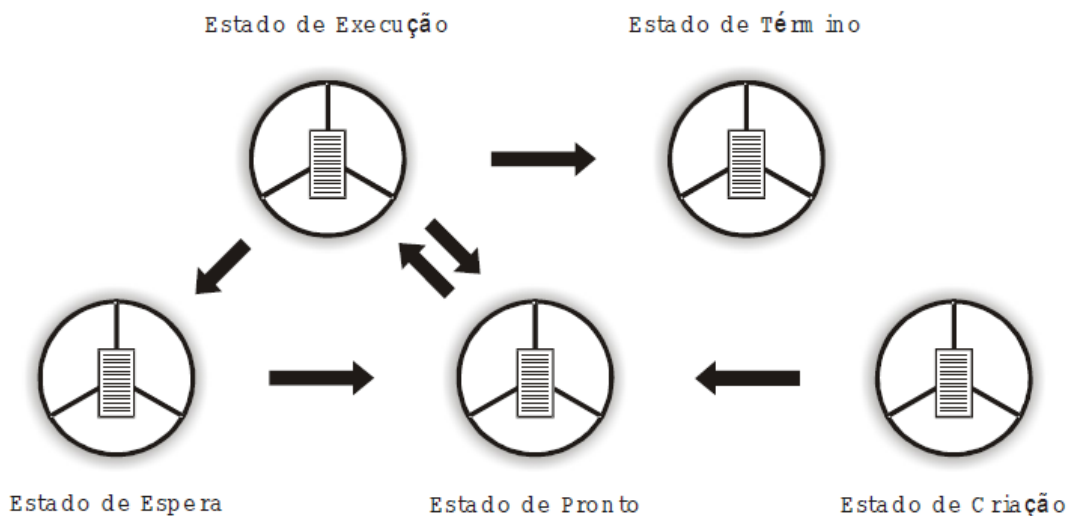 Estado de Execução
Estado de Término
Estado de Espera
Estado de Pronto
Estado de Criação